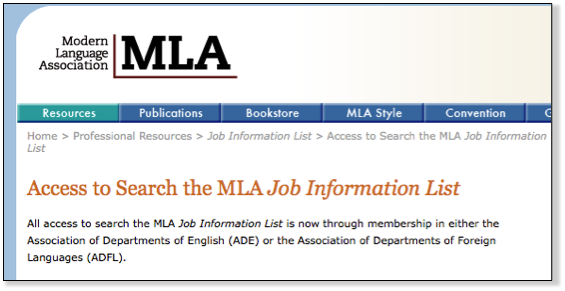 Modern
Language
Association
MLA
Resources Publications Bookstore MLA Style Convention
Home > Professional Resources > Job Information List > Access to Search the MLA Job Information
List
Access to Search the MLA Job Information List
All access to search the MLA Job Information List is now through membership in either the
Association of Departments of English (ADE) or the Association of Departments of Foreign
Languages (ADFL).